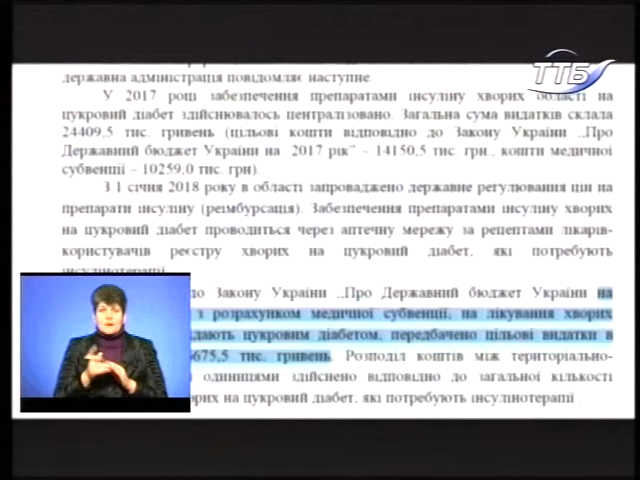 ТТБ
державна адміністрація повідомляє наступне.
У 2017 році забезпечення препаратами інсуліну хворих області на
цукровий діабет здійснювалось централізовано. Загальна сума видатків склала
24409,5 тис. гривень (цільові кошти відповідно до Закону України „Про
Державний бюджет України на 2017 рік” – 14150,5 тис. грн., кошти медичної
субвенції – 10259,0 тис. грн).
З 1 січня 2018 року в області запроваджено державне регулювання цін на
препарати інсуліну (реімбурсація). Забезпечення препаратами інсуліну хворих
на цукровий діабет проводиться через аптечну мережу за рецептами лікарів-
користувачів реєстру хворих на цукровий діабет, які потребують
інсулінотерапії.
до Закону України „Про Державний бюджет України на
з розрахунком медичної субвенції, на лікування хворих
дають цукровим діабетом, передбачено цільові видатки в
675,5 тис. гривень. Розподіл коштів між територіально-
одиницями здійснено відповідно до загальної кількості
орих на цукровий діабет, які потребують інсулінотерапії.